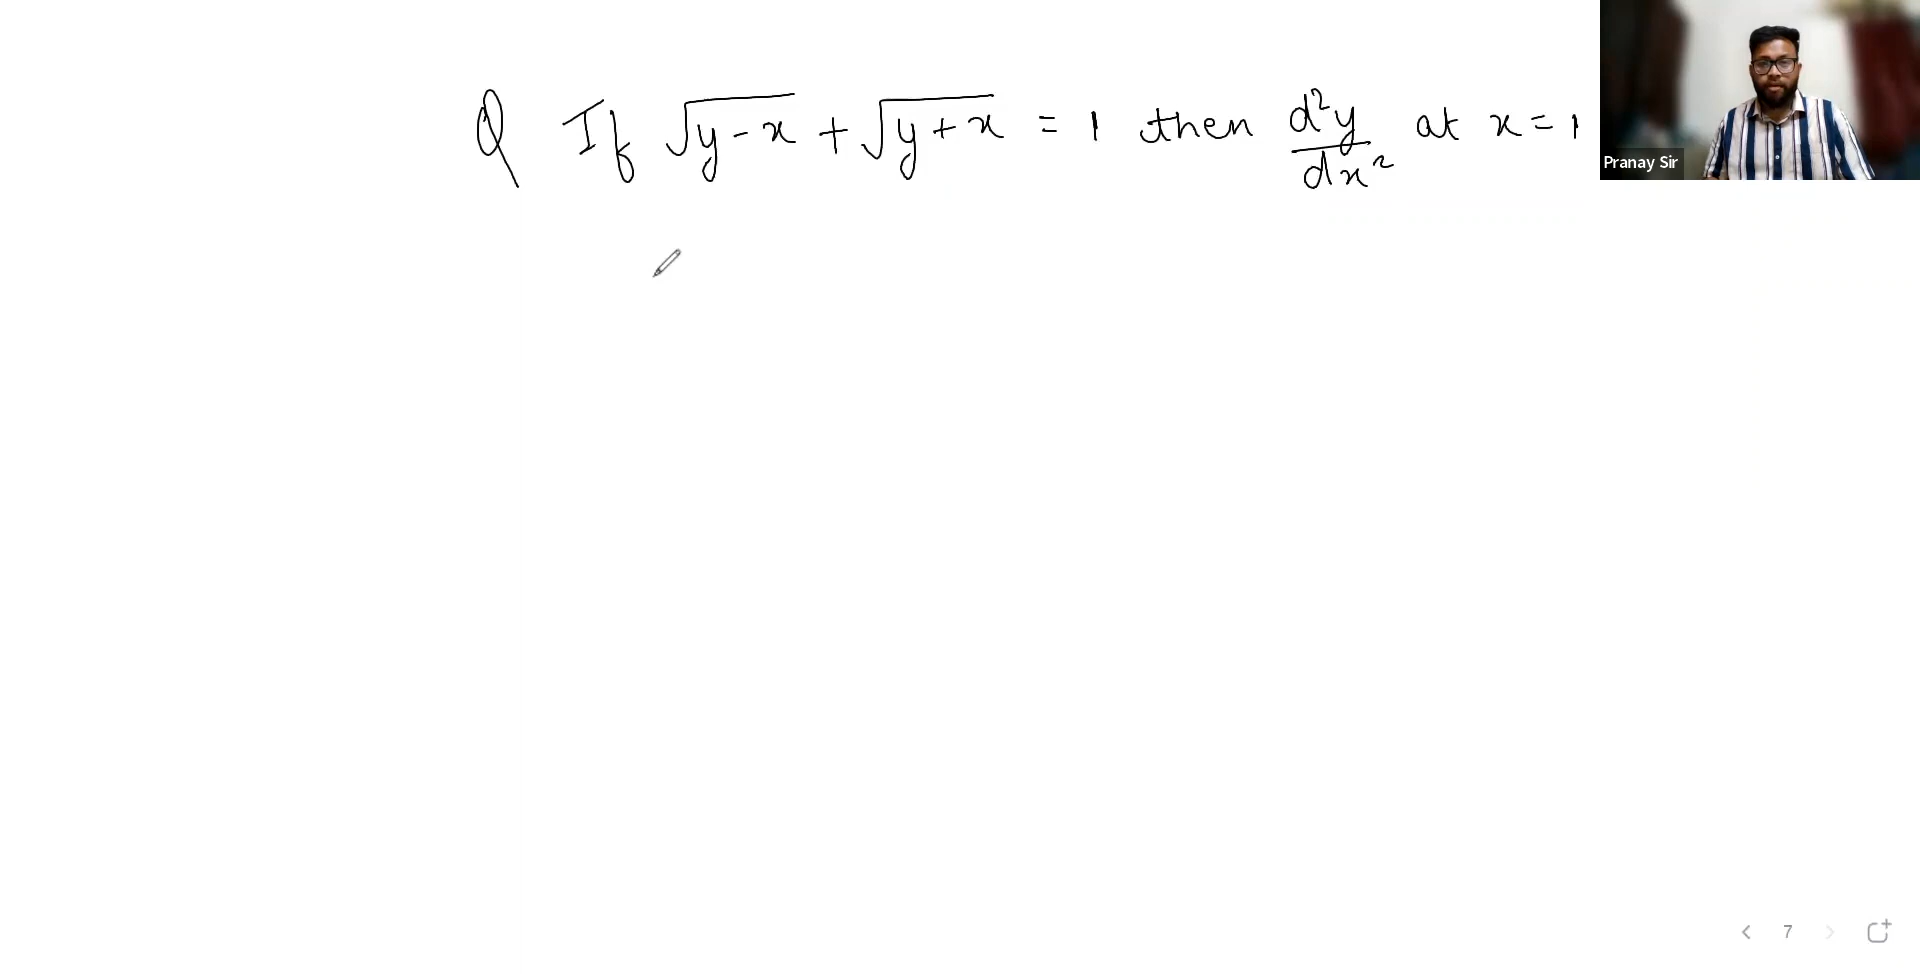 Q If √(y-x) + √(y+x) = 1 then d²y/dx² at x=1
Pranay Sir
7